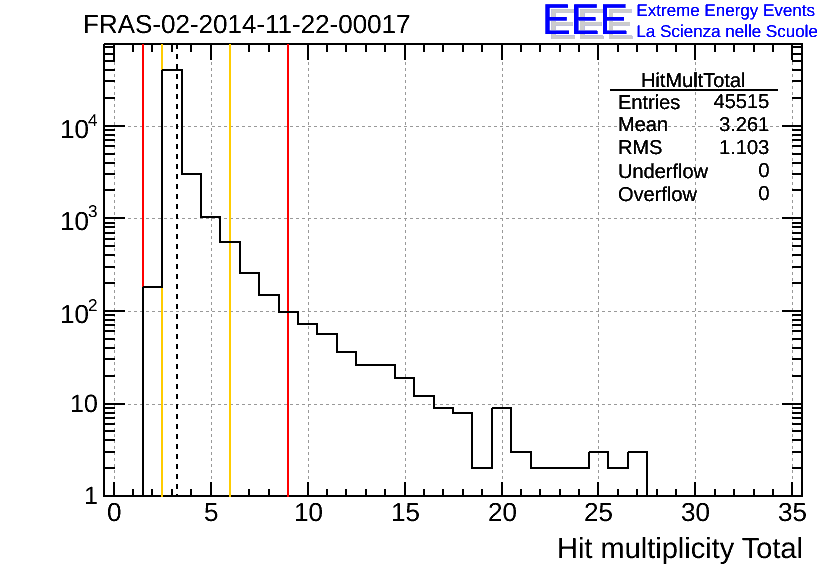 FRAS-02-2014-11-22-00017
EEE
Extreme Energy Events
La Scienza nelle Scuole
HitMultTotal
Entries 45515
Mean 3.261
RMS 1.103
Underflow 0
Overflow 0
10^4
10^3
10^2
10
1
0 5 10 15 20 25 30 35
Hit multiplicity Total